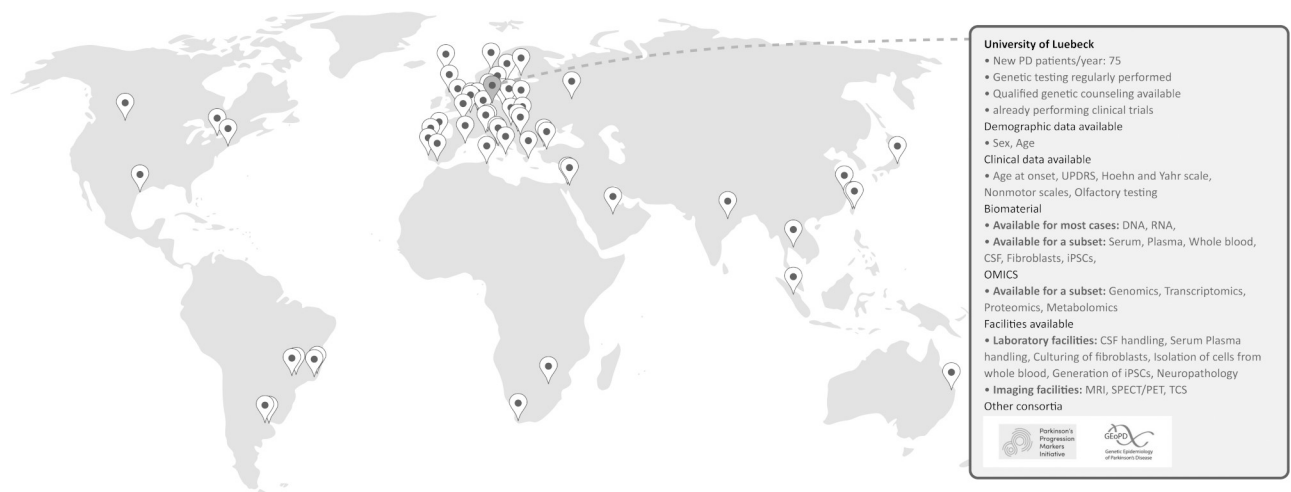 University of Luebeck
• New PD patients/year: 75
• Genetic testing regularly performed
• Qualified genetic counseling available
• already performing clinical trials
Demographic data available
• Sex, Age
Clinical data available
• Age at onset, UPDRS, Hoehn and Yahr scale,
Nonmotor scales, Olfactory testing
Biomaterial
• Available for most cases: DNA, RNA,
• Available for a subset: Serum, Plasma, Whole blood,
CSF, Fibroblasts, iPSCs,
OMICS
• Available for a subset: Genomics, Transcriptomics,
Proteomics, Metabolomics
Facilities available
• Laboratory facilities: CSF handling, Serum Plasma
handling, Culturing of fibroblasts, Isolation of cells from
whole blood, Generation of iPSCs, Neuropathology
• Imaging facilities: MRI, SPECT/PET, TCS
Other consortia
Parkinson's
Progression
Markers
Initiative
GEoPD
Genetic Epidemiology
of Parkinson's Disease